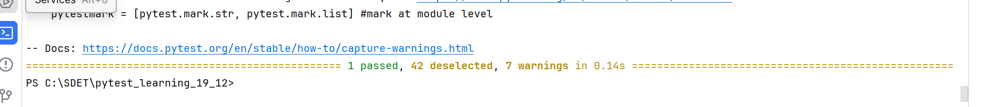 Services Alt+8
pytestmark = [pytest.mark.str, pytest.mark.list] #mark at module level
-- Docs: https://docs.pytest.org/en/stable/how-to/capture-warnings.html
================================================== 1 passed, 42 deselected, 7 warnings in 0.14s ===================================================
PS C:\SDET\pytest_learning_19_12>